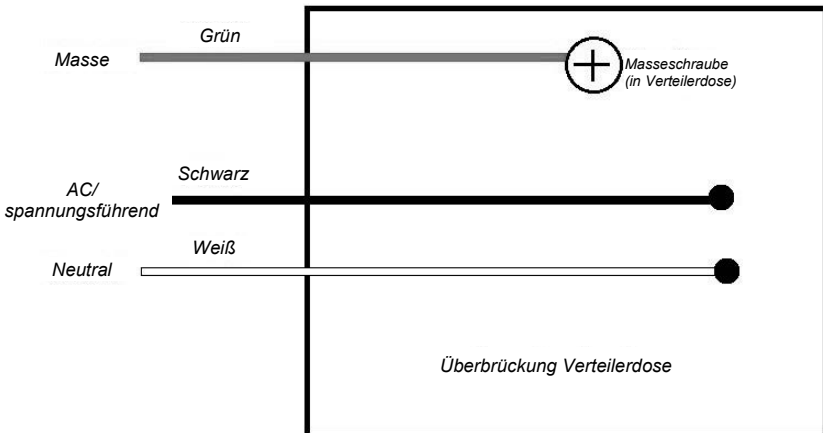 Grün
Masse
Masseschraube
(in Verteilerdose)
Schwarz
AC/
spannungsführend
Weiß
Neutral
Überbrückung Verteilerdose